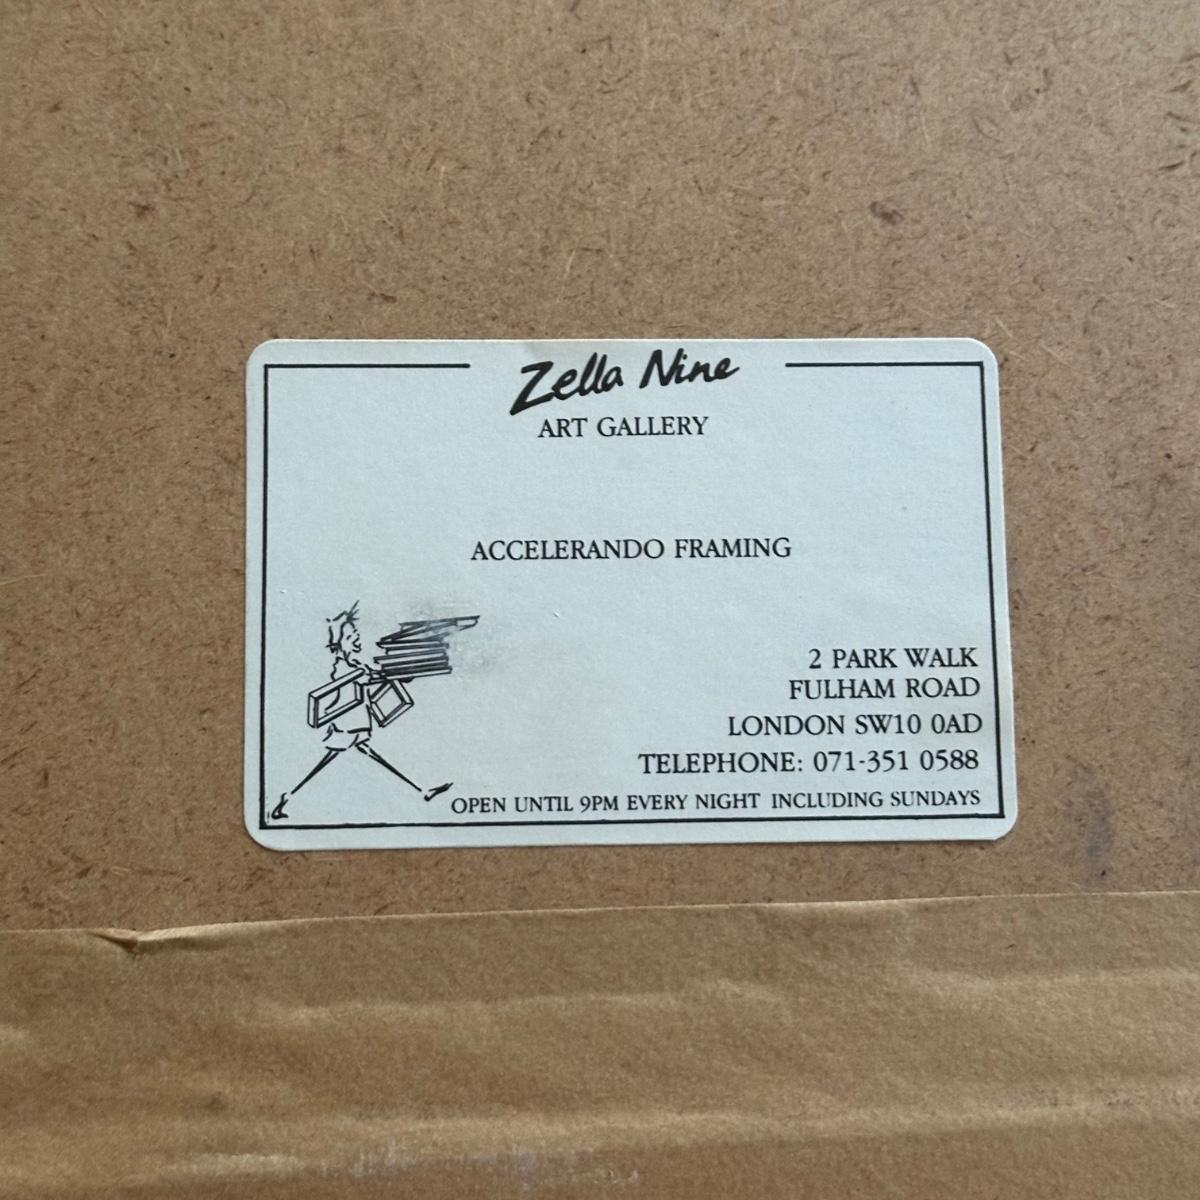 Zella Nine
ART GALLERY
ACCELERANDO FRAMING
2 PARK WALK
FULHAM ROAD
LONDON SW10 0AD
TELEPHONE: 071-351 0588
OPEN UNTIL 9PM EVERY NIGHT INCLUDING SUNDAYS